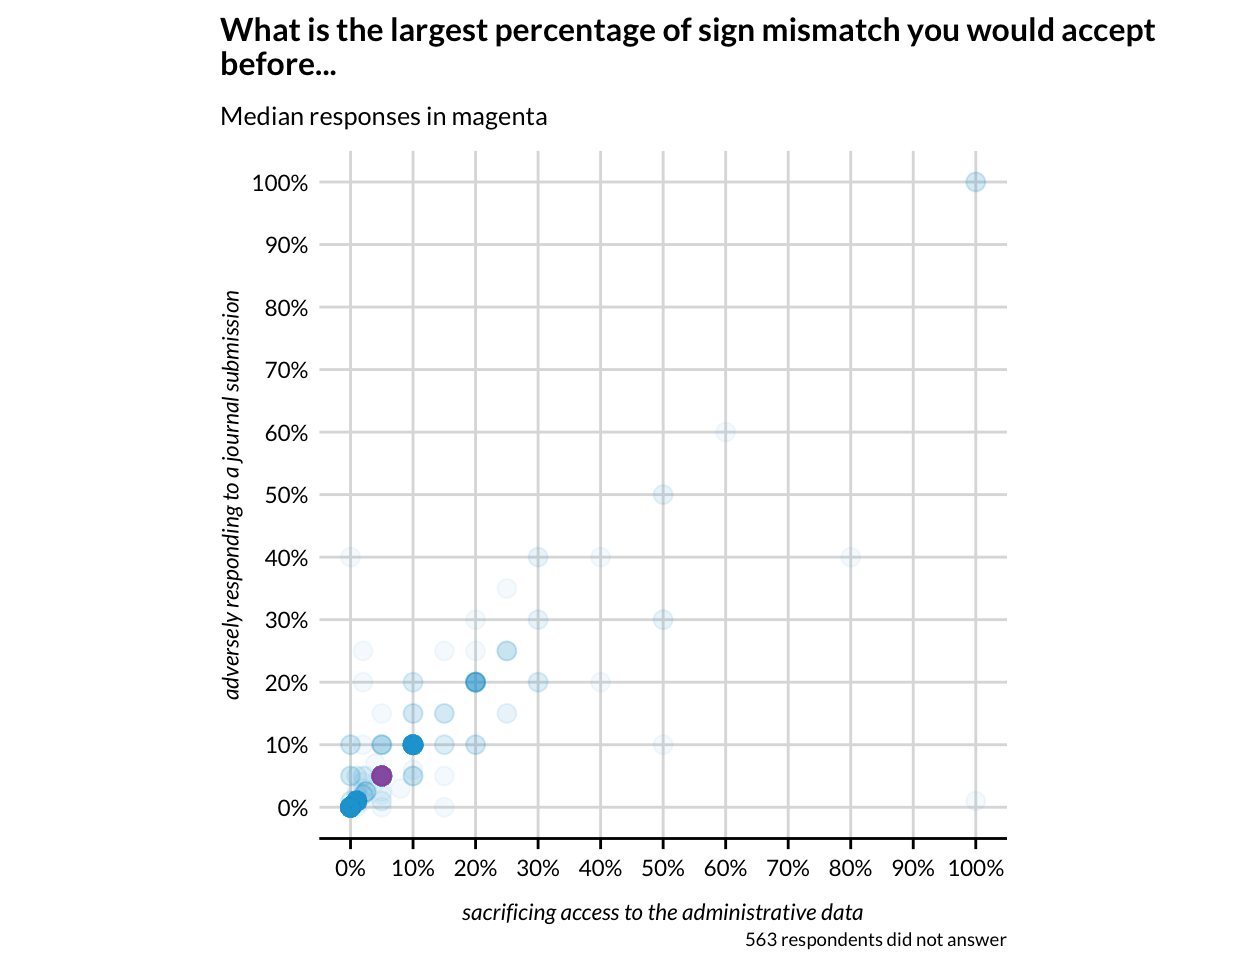 What is the largest percentage of sign mismatch you would accept
before...
Median responses in magenta
adversely responding to a journal submission
100%
90%
80%
70%
60%
50%
40%
30%
20%
10%
0%
0% 10% 20% 30% 40% 50% 60% 70% 80% 90% 100%
sacrificing access to the administrative data
563 respondents did not answer